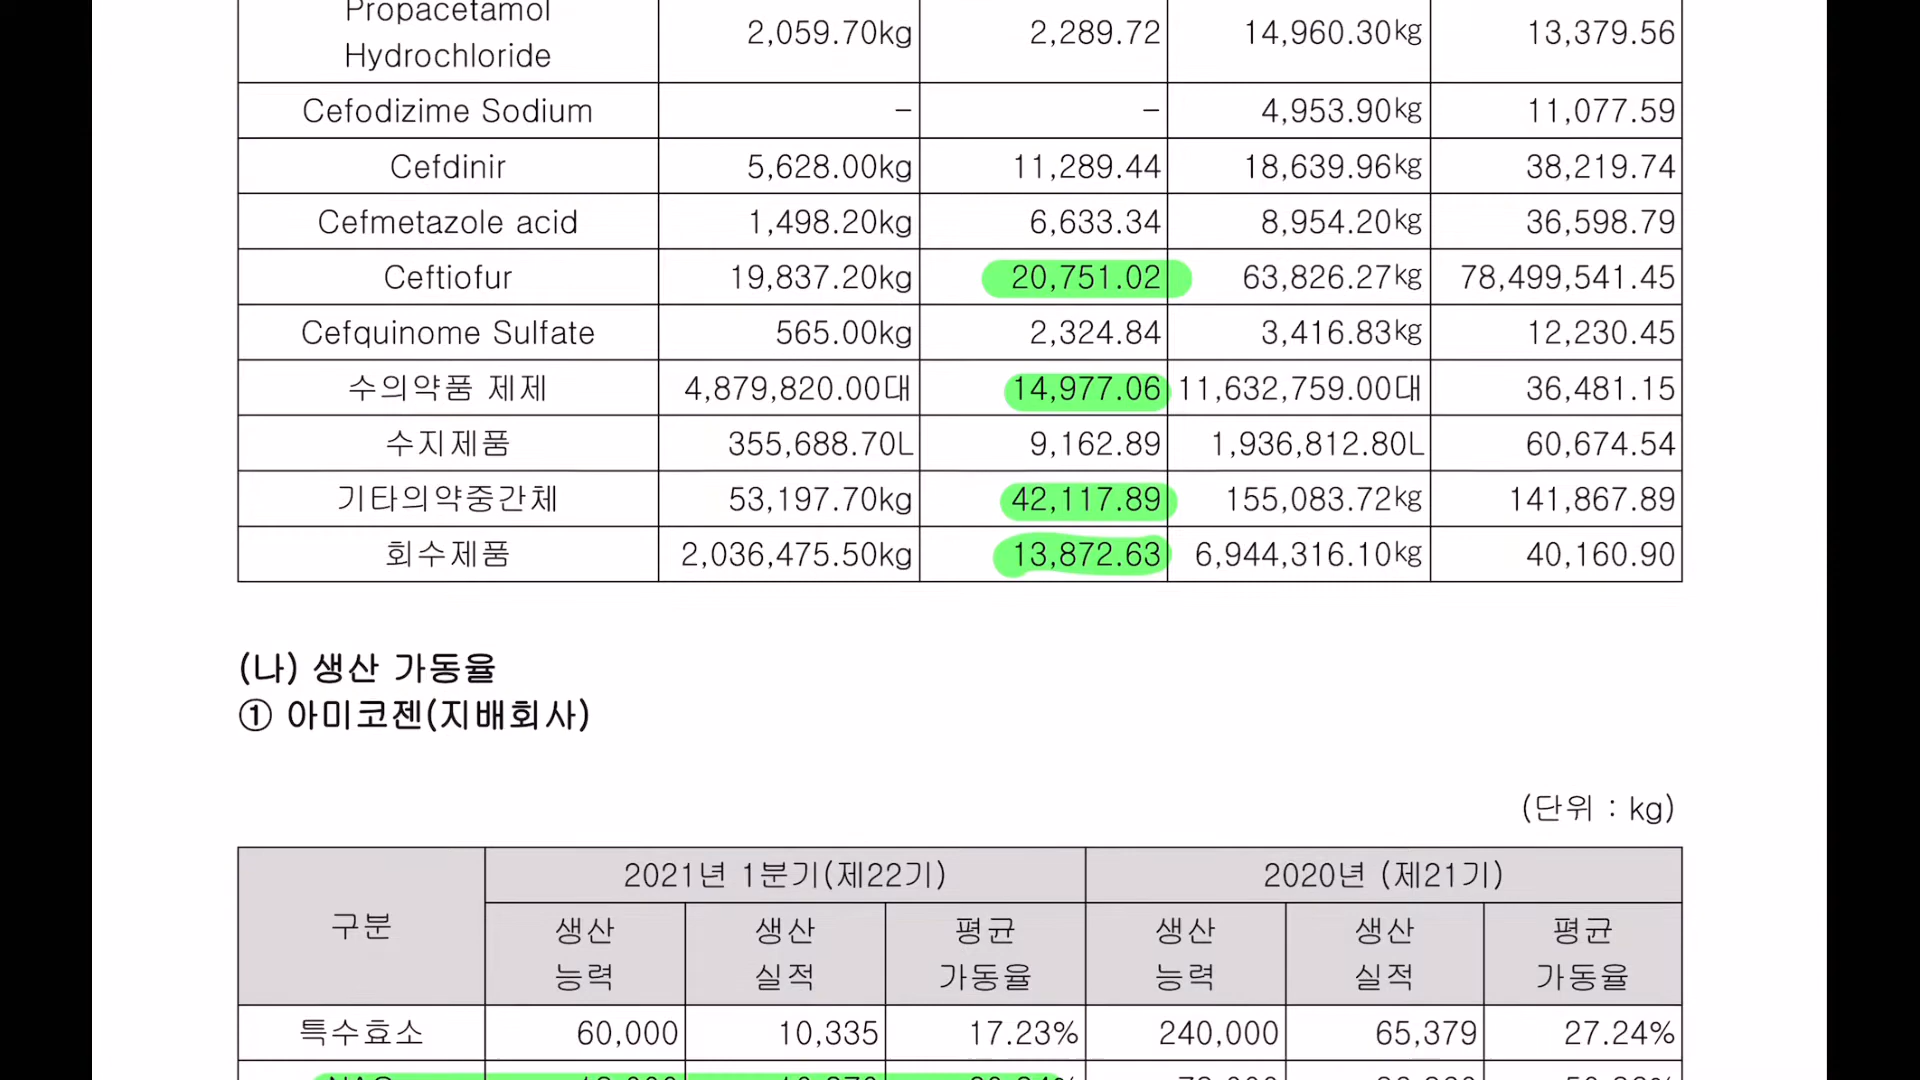 Propacetamol
Hydrochloride 2,059.70kg 2,289.72 14,960.30kg 13,379.56
Cefodizime Sodium – – 4,953.90kg 11,077.59
Cefdinir 5,628.00kg 11,289.44 18,639.96kg 38,219.74
Cefmetazole acid 1,498.20kg 6,633.34 8,954.20kg 36,598.79
Ceftiofur 19,837.20kg 20,751.02 63,826.27kg 78,499,541.45
Cefquinome Sulfate 565.00kg 2,324.84 3,416.83kg 12,230.45
수의약품 제제 4,879,820.00대 14,977.06 11,632,759.00대 36,481.15
수지제품 355,688.70L 9,162.89 1,936,812.80L 60,674.54
기타의약중간체 53,197.70kg 42,117.89 155,083.72kg 141,867.89
회수제품 2,036,475.50kg 13,872.63 6,944,316.10kg 40,160.90
(나) 생산 가동율
① 아미코젠(지배회사)
(단위 : kg)
구분 2021년 1분기(제22기) 2020년 (제21기)
생산 생산 평균 생산 생산 평균
능력 실적 가동율 능력 실적 가동율
특수효소 60,000 10,335 17.23% 240,000 65,379 27.24%